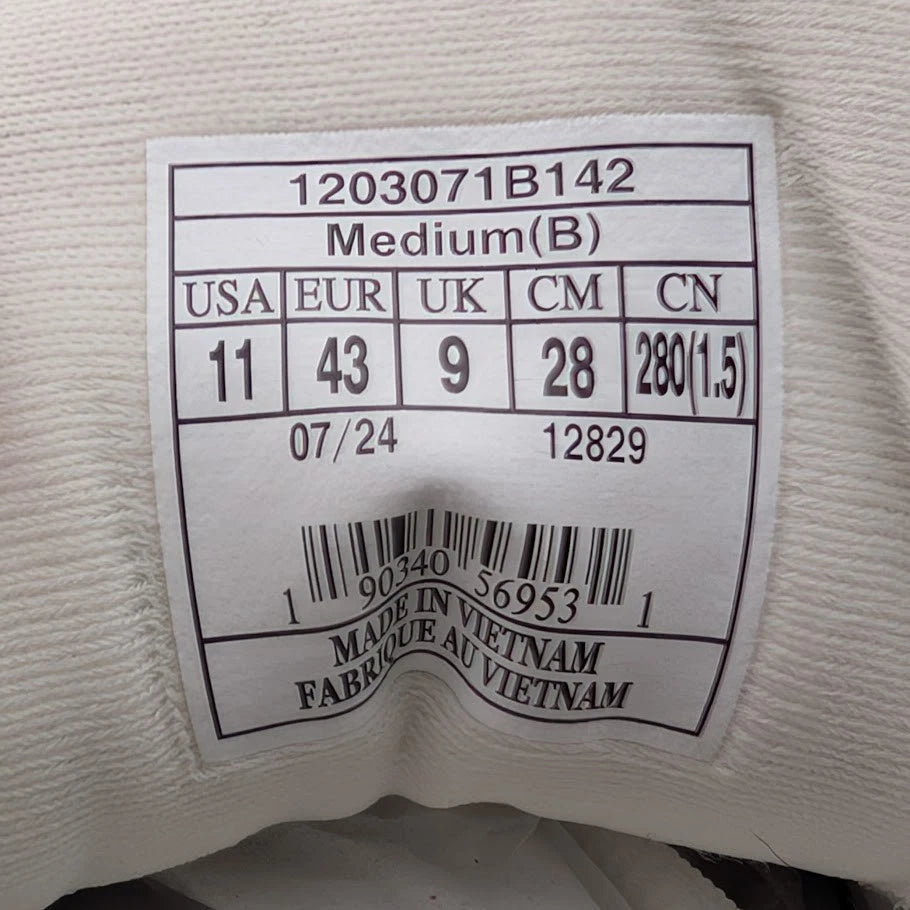 1203071B142
Medium(B)
USA EUR UK CM CN
11 43 9 28 280(1.5)
07/24 12829
1 90340 56953 1
MADE IN VIETNAM
FABRIQUE AU VIETNAM